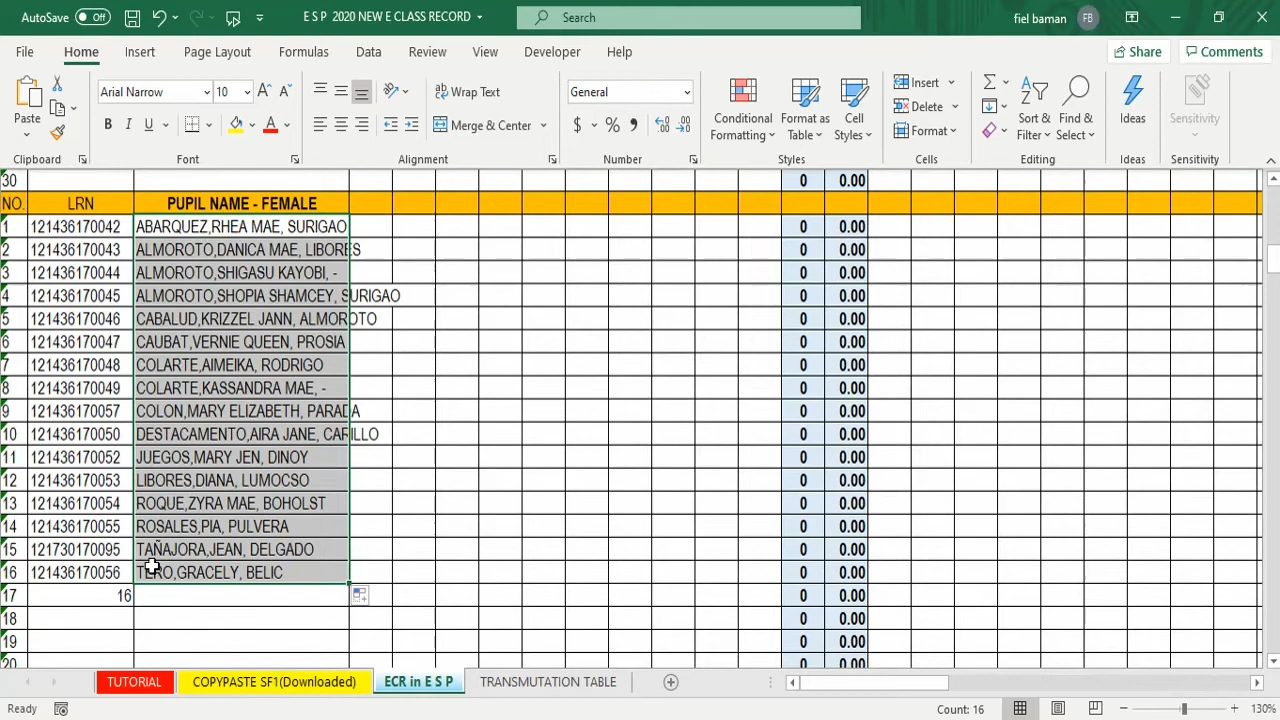 AutoSave Off E S P 2020 NEW E CLASS RECORD Search fiel baman FB
File Home Insert Page Layout Formulas Data Review View Developer Help Share Comments
Paste Arial Narrow 10 Wrap Text General Conditional Formatting Format as Table Cell Styles Insert Sort & Filter Find & Select Ideas Sensitivity
B I U Merge & Center $ % Delete
Format
Clipboard Font Alignment Number Styles Cells Editing Ideas Sensitivity
30 0 0.00
NO. LRN PUPIL NAME - FEMALE
1 121436170042 ABARQUEZ,RHEA MAE, SURIGAO 0 0.00
2 121436170043 ALMOROTO,DANICA MAE, LIBORES 0 0.00
3 121436170044 ALMOROTO,SHIGASU KAYOBI, - 0 0.00
4 121436170045 ALMOROTO,SHOPIA SHAMCEY, SURIGAO 0 0.00
5 121436170046 CABALUD,KRIZZEL JANN, ALMOROTO 0 0.00
6 121436170047 CAUBAT,VERNIE QUEEN, PROSIA 0 0.00
7 121436170048 COLARTE,AIMEIKA, RODRIGO 0 0.00
8 121436170049 COLARTE,KASSANDRA MAE, - 0 0.00
9 121436170057 COLON,MARY ELIZABETH, PARADA 0 0.00
10 121436170050 DESTACAMENTO,AIRA JANE, CARILLO 0 0.00
11 121436170052 JUEGOS,MARY JEN, DINOY 0 0.00
12 121436170053 LIBORES,DIANA, LUMOCSO 0 0.00
13 121436170054 ROQUE,ZYRA MAE, BOHOLST 0 0.00
14 121436170055 ROSALES,PIA, PULVERA 0 0.00
15 121730170095 TAÑAJORA,JEAN, DELGADO 0 0.00
16 121436170056 TERO,GRACELY, BELIC 0 0.00
17 16 0 0.00
18 0 0.00
19 0 0.00
20 0 0.00
TUTORIAL COPYPASTE SF1(Downloaded) ECR in E S P TRANSMUTATION TABLE
Ready Count: 16 130%